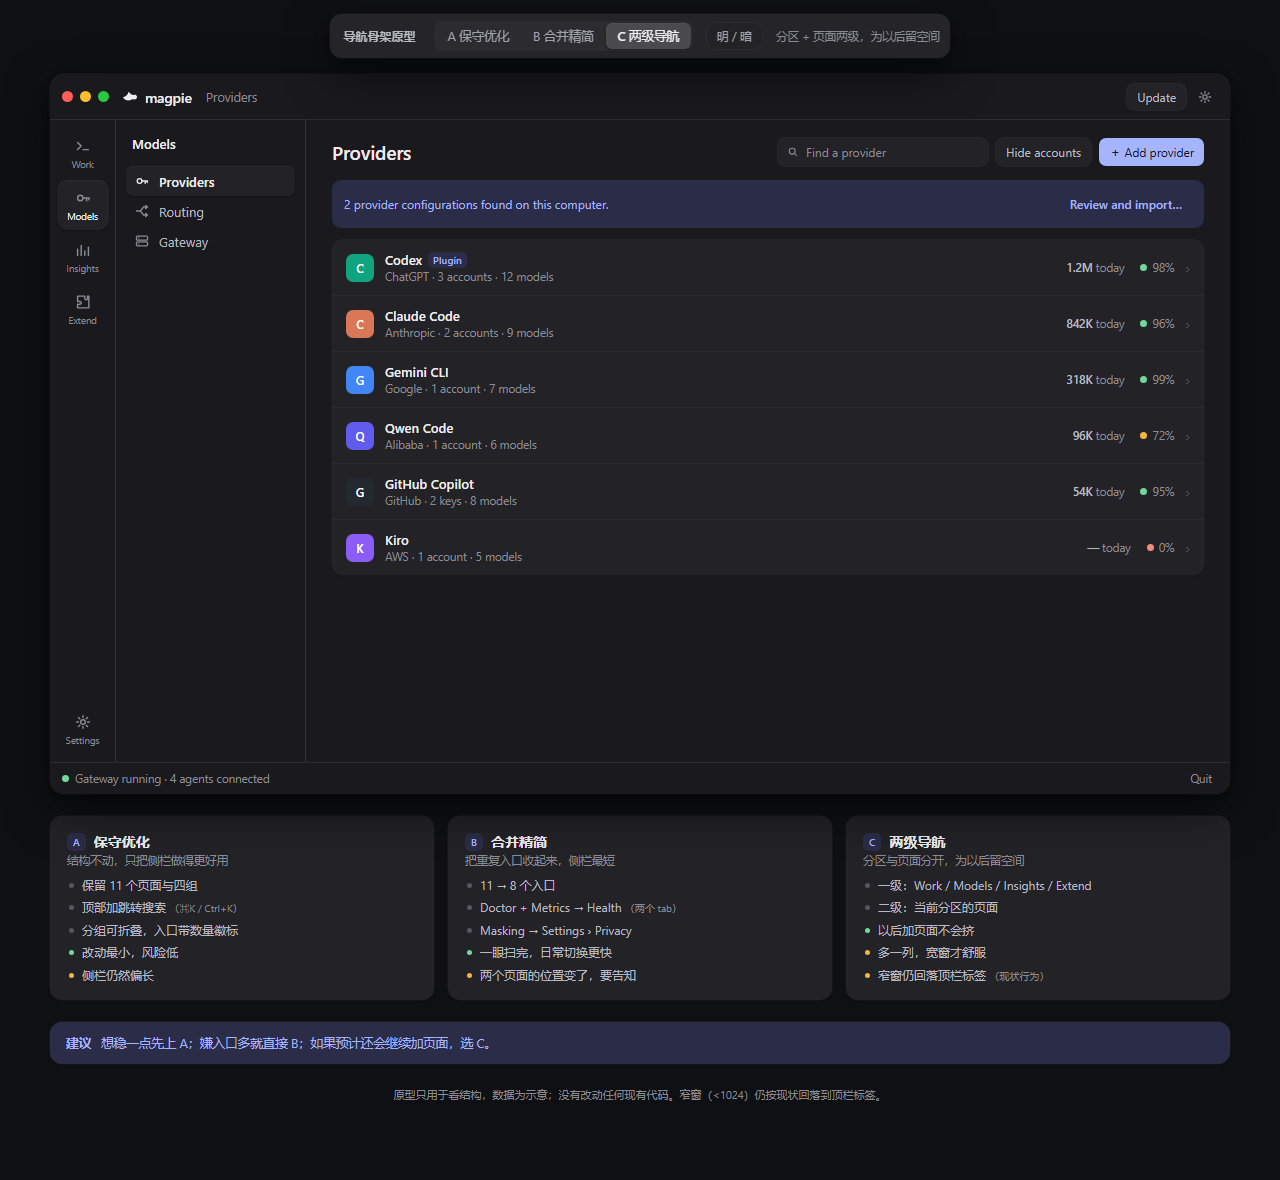 导航骨架原型 A 保守优化 B 合并精简 C 两级导航 明 / 暗 分区 + 页面两级，为以后留空间
magpie Providers Update
Work
Models
Insights
Extend
Settings
Models
Providers
Routing
Gateway
Providers Find a provider Hide accounts + Add provider
2 provider configurations found on this computer. Review and import...
C Codex Plugin
ChatGPT · 3 accounts · 12 models
1.2M today 98% ›
C Claude Code
Anthropic · 2 accounts · 9 models
842K today 96% ›
G Gemini CLI
Google · 1 account · 7 models
318K today 99% ›
Q Qwen Code
Alibaba · 1 account · 6 models
96K today 72% ›
G GitHub Copilot
GitHub · 2 keys · 8 models
54K today 95% ›
K Kiro
AWS · 1 account · 5 models
— today 0% ›
Gateway running · 4 agents connected Quit
A 保守优化
结构不动，只把侧栏做得更好用
保留 11 个页面与四组
顶部加跳转搜索 （⌘K / Ctrl+K）
分组可折叠，入口带数量徽标
改动最小，风险低
侧栏仍然偏长
B 合并精简
把重复入口收起来，侧栏最短
11 → 8 个入口
Doctor + Metrics → Health （两个 tab）
Masking → Settings › Privacy
一眼扫完，日常切换更快
两个页面的位置变了，要告知
C 两级导航
分区与页面分开，为以后留空间
一级：Work / Models / Insights / Extend
二级：当前分区的页面
以后加页面不会挤
多一列，宽窗才舒服
窄窗仍回落顶栏标签 （现状行为）
建议 想稳一点先上 A；嫌入口多就直接 B；如果预计还会继续加页面，选 C。
原型只用于看结构，数据为示意；没有改动任何现有代码。窄窗（<1024）仍按现状回落到顶栏标签。